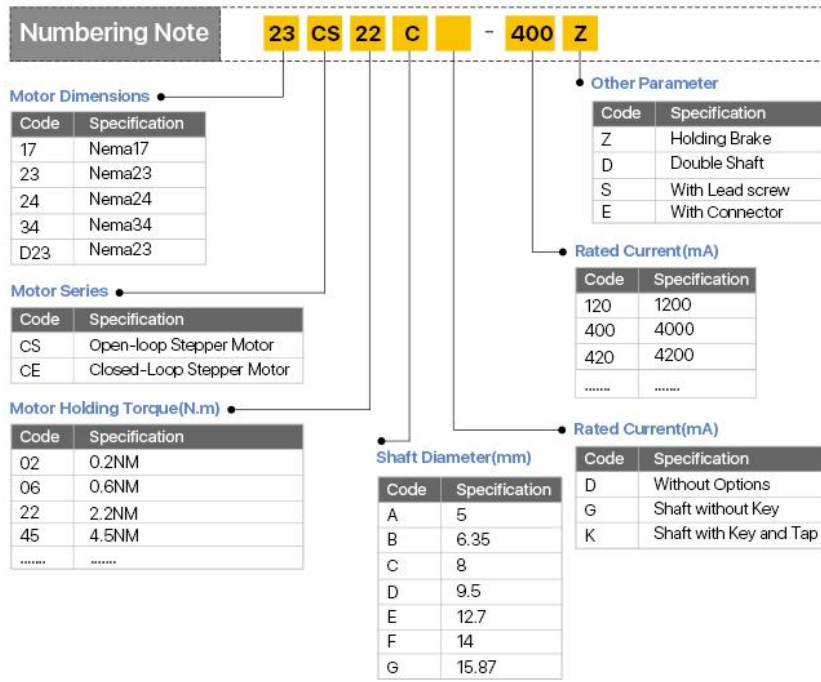 Numbering Note 23 CS 22 C - 400 Z
Motor Dimensions
Code Specification
17 Nema17
23 Nema23
24 Nema24
34 Nema34
D23 Nema23
Motor Series
Code Specification
CS Open-loop Stepper Motor
CE Closed-Loop Stepper Motor
Motor Holding Torque(N.m)
Code Specification
02 0.2NM
06 0.6NM
22 2.2NM
45 4.5NM
....... .......
Shaft Diameter(mm)
Code Specification
A 5
B 6.35
C 8
D 9.5
E 12.7
F 14
G 15.87
Other Parameter
Code Specification
Z Holding Brake
D Double Shaft
S With Lead screw
E With Connector
Rated Current(mA)
Code Specification
120 1200
400 4000
420 4200
....... .......
Rated Current(mA)
Code Specification
D Without Options
G Shaft without Key
K Shaft with Key and Tap